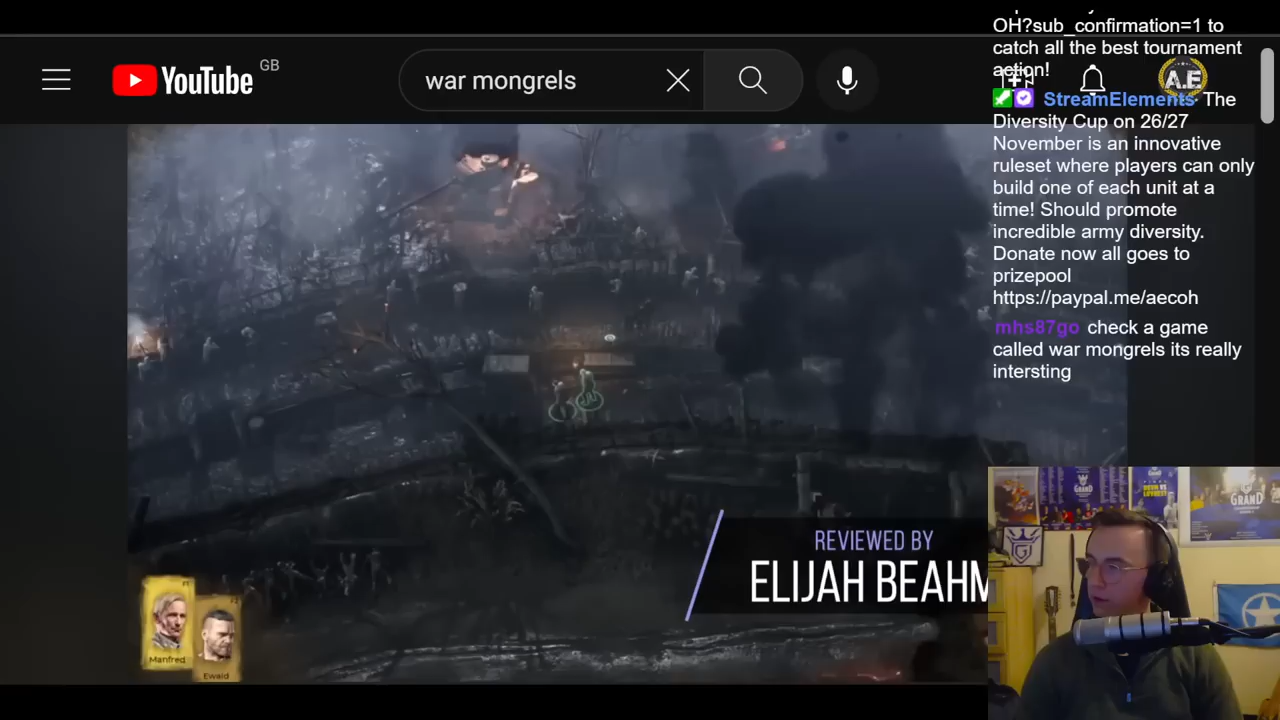 OH?sub_confirmation=1 to
catch all the best tournament
action!
YouTube
GB
war mongrels
A.E
StreamElements The
Diversity Cup on 26/27
November is an innovative
ruleset where players can only
build one of each unit at a
time! Should promote
incredible army diversity.
Donate now all goes to
prizepool
https://paypal.me/aecoh
mhs87go check a game
called war mongrels its really
intersting
REVIEWED BY
ELIJAH BEAHM
Manfred
Ewald
GRAND